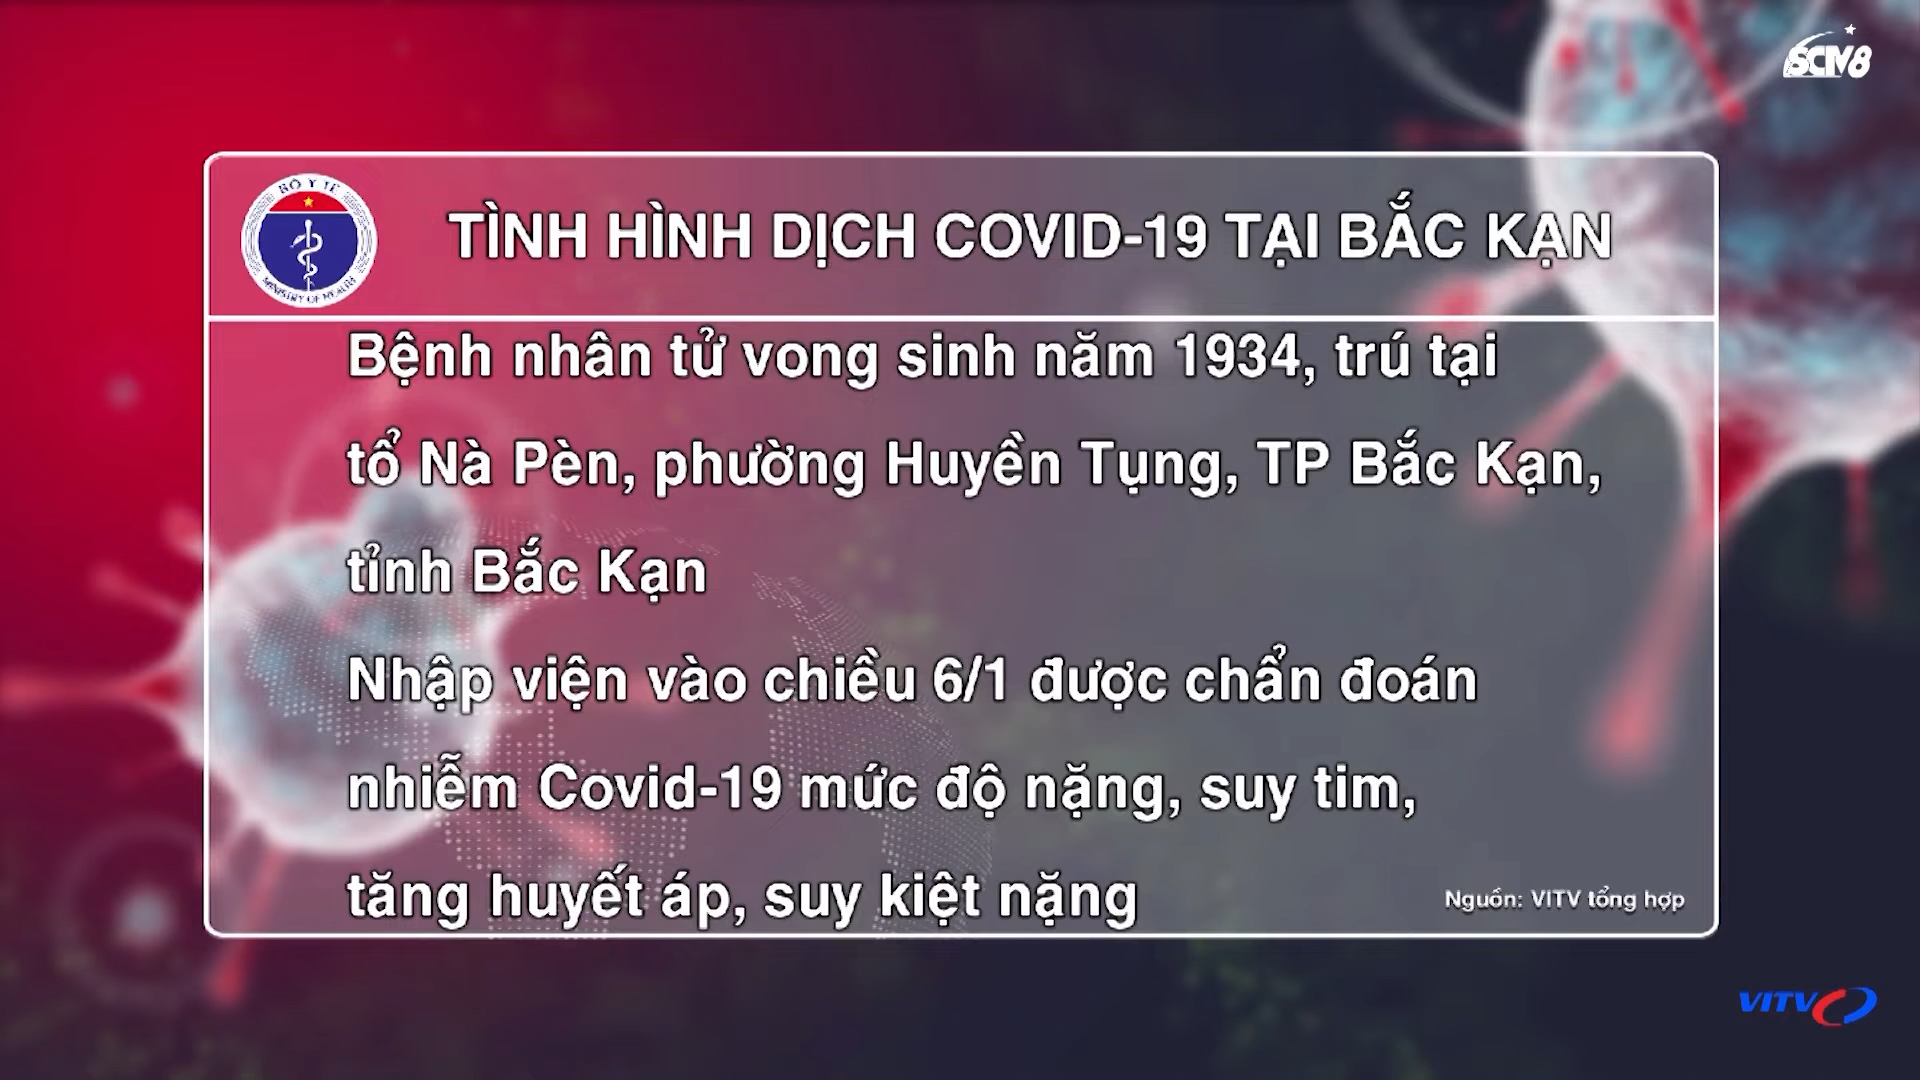 SCTV8
BỘ Y TẾ
TÌNH HÌNH DỊCH COVID-19 TẠI BẮC KẠN
MINISTRY OF HEALTH
Bệnh nhân tử vong sinh năm 1934, trú tại
tổ Nà Pèn, phường Huyền Tụng, TP Bắc Kạn,
tỉnh Bắc Kạn
Nhập viện vào chiều 6/1 được chẩn đoán
nhiễm Covid-19 mức độ nặng, suy tim,
tăng huyết áp, suy kiệt nặng
Nguồn: VITV tổng hợp
VITV